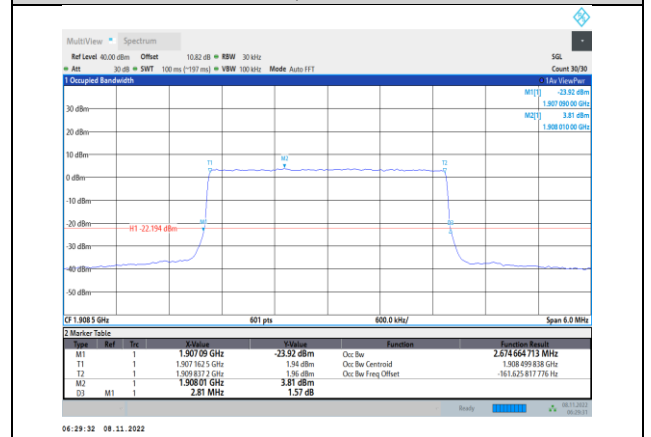 MultiView Spectrum
Ref Level 40.00 dBm Offset 10.82 dB RBW 30 kHz SGL
Att 30 dB SWT 100 ms (~197 ms) VBW 100 kHz Mode Auto FFT Count 30/30
1 Occupied Bandwidth 1Av ViewPwr
M1[1] -23.92 dBm
1.907 090 00 GHz
M2[1] 3.81 dBm
1.908 010 00 GHz
30 dBm
20 dBm
10 dBm
T1 M2 T2
0 dBm
-10 dBm
-20 dBm
H1 -22.194 dBm
-30 dBm
-40 dBm
-50 dBm
CF 1.908 5 GHz 601 pts 600.0 kHz/ Span 6.0 MHz
2 Marker Table
Type Ref Trc X-Value Y-Value Function Function Result
M1 1 1.907 09 GHz -23.92 dBm Occ Bw 2.674 664 713 MHz
T1 1 1.907 162 5 GHz 1.94 dBm Occ Bw Centroid 1.908 499 838 GHz
T2 1 1.909 837 2 GHz 1.96 dBm Occ Bw Freq Offset -161.625 817 776 Hz
M2 1 1.908 01 GHz 3.81 dBm
D3 M1 1 2.81 MHz 1.57 dB
Ready 08.11.2022
06:29:31
06:29:32 08.11.2022